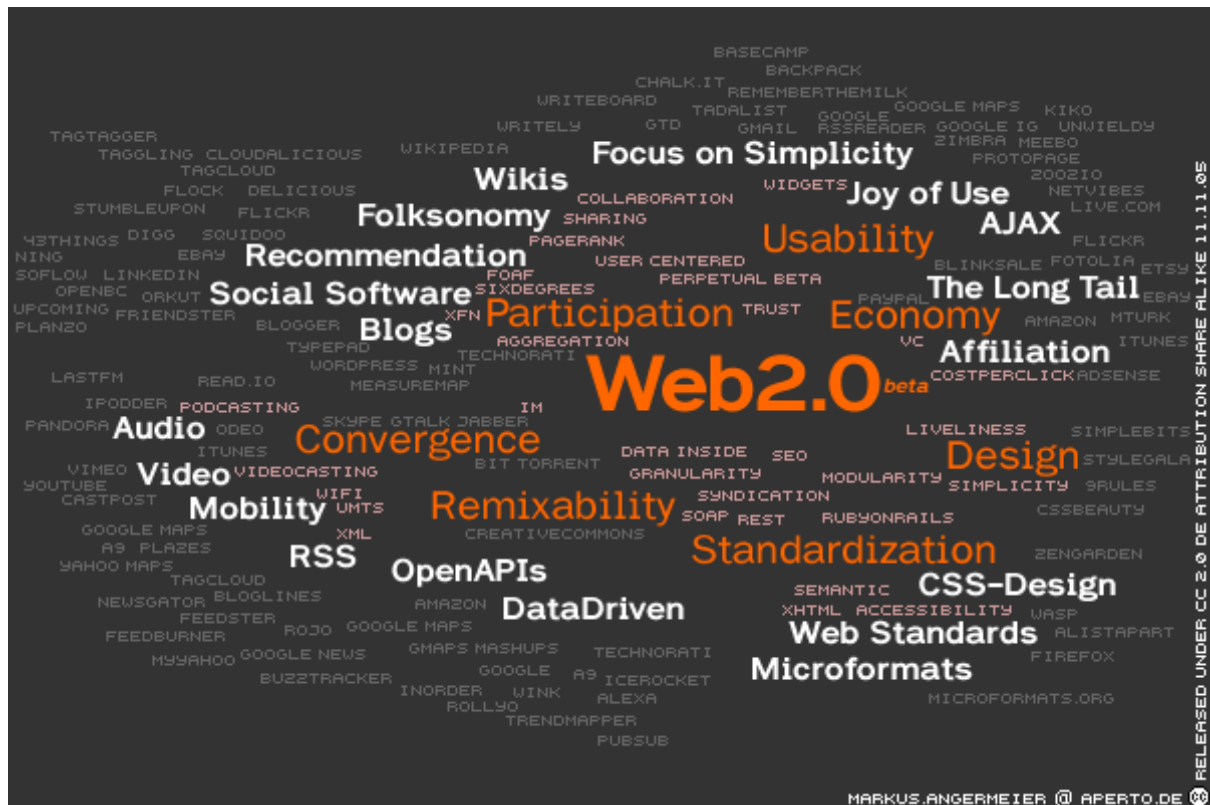 BASECAMP
BACKPACK
CHALK.IT
REMEMBERTHEMILK
WRITEBOARD
TADALIST
GOOGLE MAPS
KIKO
WRITELY
GTD
GMAIL
GOOGLE RSSREADER
GOOGLE IG
UNWIELDY
TAGTAGGER
WIKIPEDIA
ZIMBRA
MEEBO
TAGGLING
CLOUDALICIOUS
Focus on Simplicity
PROTOPAGE
TAGCLOUD
ZOOZIO
Wikis
WIDGETS
Joy of Use
NETVIBES
FLOCK
DELICIOUS
COLLABORATION
LIVE.COM
STUMBLEUPON
FLICKR
Folksonomy
SHARING
AJAX
43THINGS
DIGG
SQUIDOO
PAGERANK
Usability
FLICKR
NING
EBAY
Recommendation
USER CENTERED
BLINKSALE
FOTOLIA
ETSY
SOFLOW
LINKEDIN
FOAF
PERPETUAL BETA
OPENBC
ORKUT
Social Software
SIXDEGREES
PAYPAL
The Long Tail
EBAY
UPCOMING
FRIENDSTER
XFN
Participation
TRUST
Economy
AMAZON
MTURK
PLANZO
BLOGGER
Blogs
AGGREGATION
VC
ITUNES
TYPEPAD
TECHNORATI
Affiliation
WORDPRESS
MINT
LASTFM
READ.IO
MEASUREMAP
Web2.0
beta
COSTPERCLICK
ADSENSE
IPODDER
PODCASTING
IM
PANDORA
Audio
ODEO
SKYPE
GTALK
JABBER
LIVELINESS
SIMPLEBITS
ITUNES
Convergence
DATA INSIDE
SEO
Design
STYLEGALA
VIMEO
Video
VIDEOCASTING
BIT TORRENT
GRANULARITY
MODULARITY
SIMPLICITY
9RULES
YOUTUBE
CASTPOST
WIFI
SYNDICATION
Mobility
UMTS
Remixability
SOAP
REST
RUBYONRAILS
CSSBEAUTY
GOOGLE MAPS
XML
CREATIVECOMMONS
A9
PLAZES
RSS
Standardization
ZENGARDEN
YAHOO MAPS
TAGCLOUD
OpenAPIs
SEMANTIC
CSS-Design
NEWSGATOR
BLOGLINES
AMAZON
DataDriven
XHTML
ACCESSIBILITY
WASP
FEEDSTER
ROJO
GOOGLE MAPS
Web Standards
ALISTAPART
FEEDBURNER
MYYAHOO
GOOGLE NEWS
GMAPS MASHUPS
TECHNORATI
FIREFOX
BUZZTRACKER
GOOGLE
A9
ICEROCKET
Microformats
INORDER
WINK
ALEXA
MICROFORMATS.ORG
ROLLYO
TRENDMAPPER
PUBSUB
MARKUS.ANGERMEIER @ APERTO.DE
RELEASED UNDER CC 2.0 DE ATTRIBUTION SHARE ALIKE 11.11.05
cc